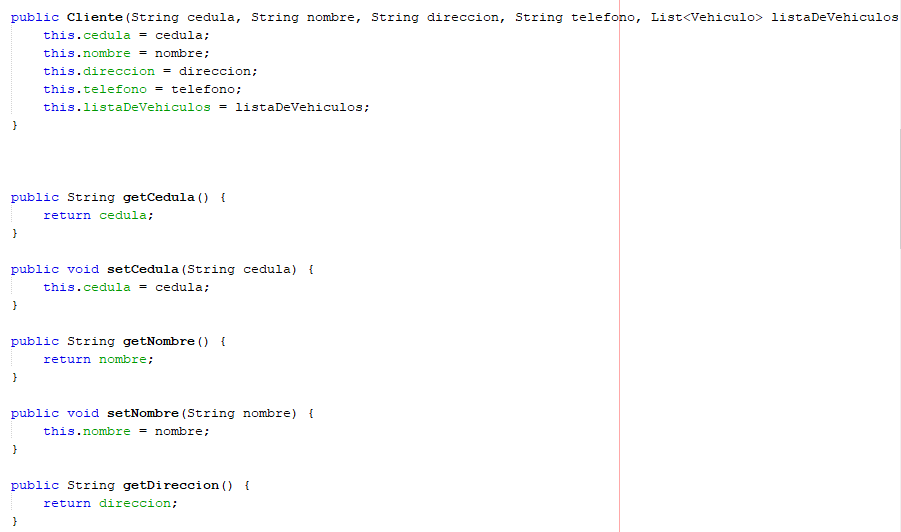 public Cliente(String cedula, String nombre, String direccion, String telefono, List<Vehiculo> listaDeVehiculos
this.cedula = cedula;
this.nombre = nombre;
this.direccion = direccion;
this.telefono = telefono;
this.listaDeVehiculos = listaDeVehiculos;
}
public String getCedula() {
return cedula;
}
public void setCedula(String cedula) {
this.cedula = cedula;
}
public String getNombre() {
return nombre;
}
public void setNombre(String nombre) {
this.nombre = nombre;
}
public String getDireccion() {
return direccion;
}